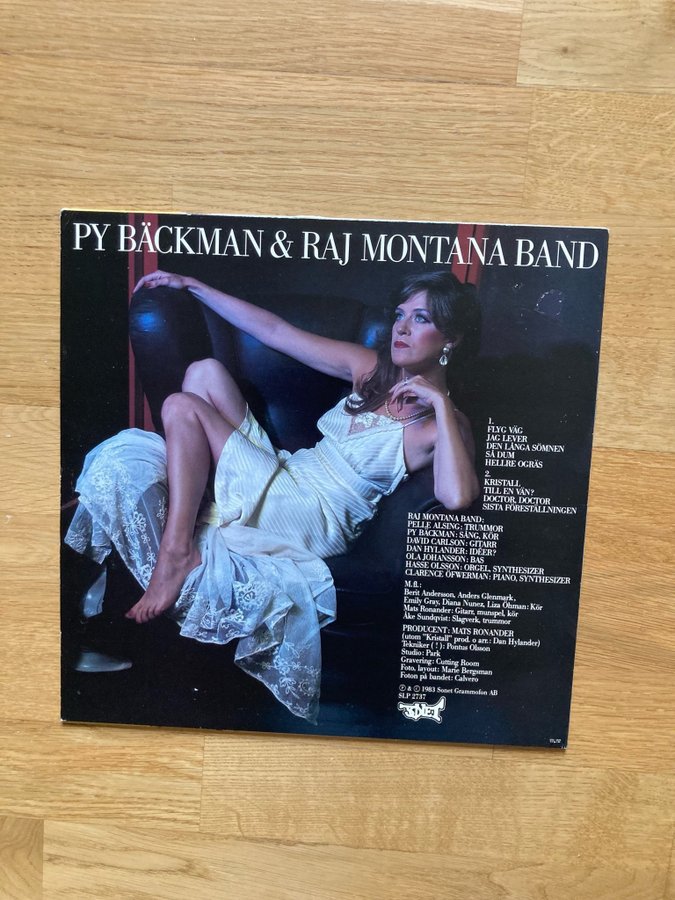 PY BÄCKMAN & RAJ MONTANA BAND
1.
FLYG VÄG
JAG LEVER
DEN LÅNGA SÖMNEN
SÅ DUM
HELLRE OGRÄS
2.
KRISTALL
TILL EN VÄN?
DOCTOR, DOCTOR
SISTA FÖRESTÄLLNINGEN
RAJ MONTANA BAND:
PELLE ALSING: TRUMMOR
PY BÄCKMAN: SÅNG, KÖR
DAVID CARLSON: GITARR
DAN HYLANDER: IDÉER?
OLA JOHANSSON: BAS
HASSE OLSSON: ORGEL, SYNTHESIZER
CLARENCE ÖFWERMAN: PIANO, SYNTHESIZER
M.fl.:
Berit Andersson, Anders Glenmark,
Emily Gray, Diana Nunez, Liza Öhman: Kör
Mats Ronander: Gitarr, munspel, kör
Åke Sundqvist: Slagverk, trummor
PRODUCENT: MATS RONANDER
(utom "Kristall" prod. o arr.: Dan Hylander)
Tekniker (!): Pontus Olsson
Studio: Park
Gravering: Cutting Room
Foto, layout: Marie Bergsman
Foton på bandet: Calvero
Ⓟ & © 1983 Sonet Grammofon AB
SLP 2737
SONET